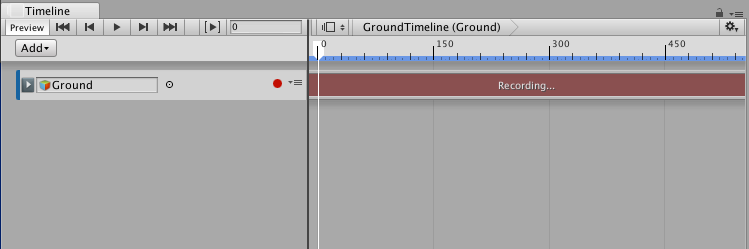 Timeline
Preview 0 GroundTimeline (Ground)
Add 0 150 300 450
Ground Recording...